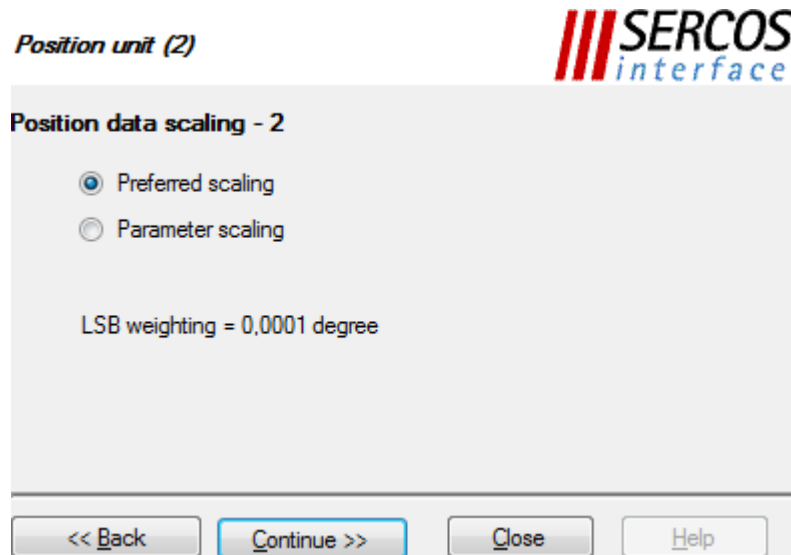 Position unit (2)
SERCOS
interface
Position data scaling - 2
Preferred scaling
Parameter scaling
LSB weighting = 0,0001 degree
<< Back
Continue >>
Close
Help